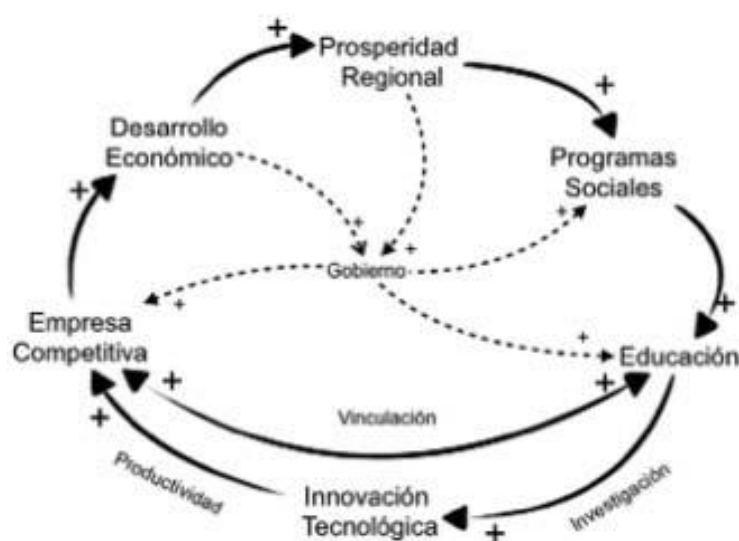 Prosperidad
Regional
Desarrollo
Económico
Programas
Sociales
Gobierno
Empresa
Competitiva
Educación
Vinculación
Productividad
Investigación
Innovación
Tecnológica
+
+
+
+
+
+
+
+
+
+
+
+
+